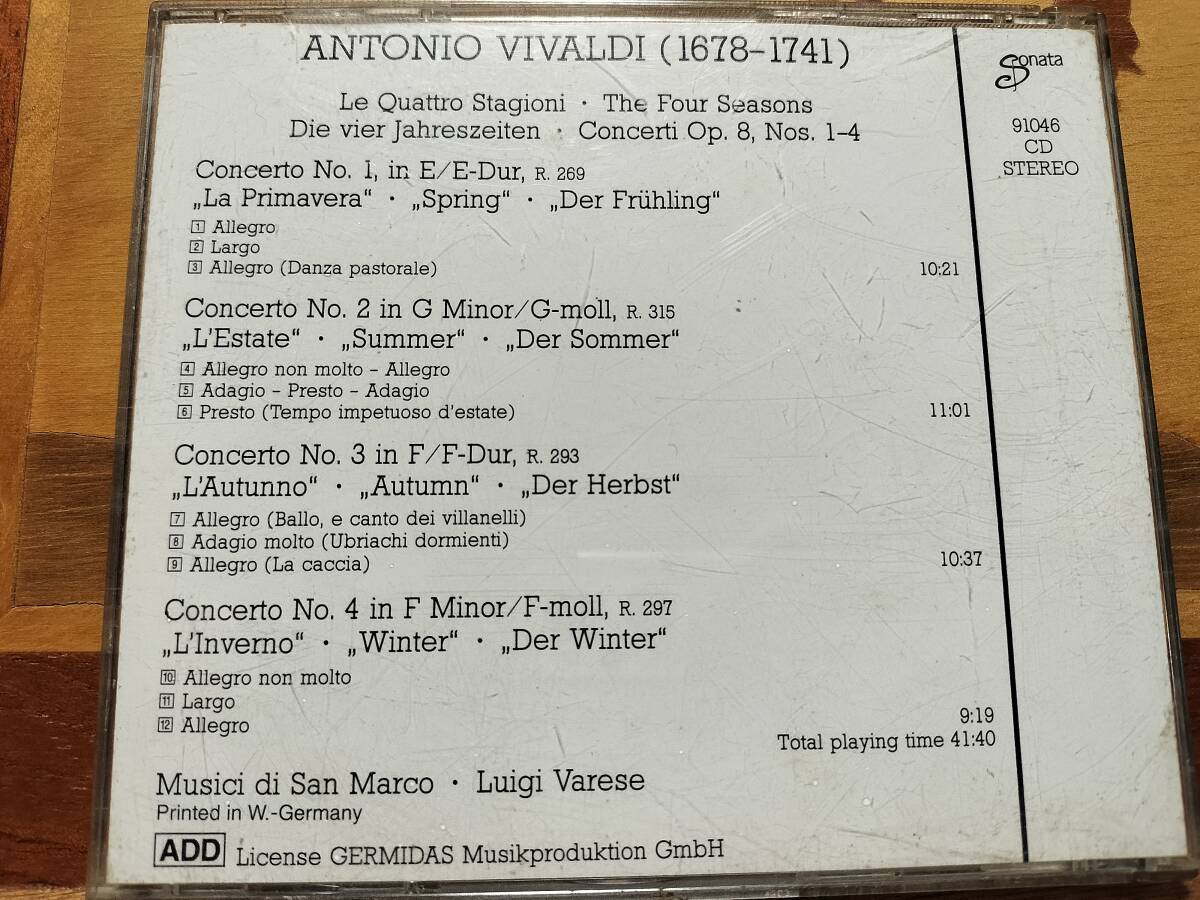 ANTONIO VIVALDI (1678–1741)
Le Quattro Stagioni · The Four Seasons
Die vier Jahreszeiten · Concerti Op. 8, Nos. 1–4
Concerto No. 1, in E/E-Dur, R. 269
„La Primavera“ · „Spring“ · „Der Frühling“
1 Allegro
2 Largo
3 Allegro (Danza pastorale) 10:21
Concerto No. 2 in G Minor/G-moll, R. 315
„L'Estate“ · „Summer“ · „Der Sommer“
4 Allegro non molto – Allegro
5 Adagio – Presto – Adagio
6 Presto (Tempo impetuoso d'estate) 11:01
Concerto No. 3 in F/F-Dur, R. 293
„L'Autunno“ · „Autumn“ · „Der Herbst“
7 Allegro (Ballo, e canto dei villanelli)
8 Adagio molto (Ubriachi dormienti)
9 Allegro (La caccia) 10:37
Concerto No. 4 in F Minor/F-moll, R. 297
„L'Inverno“ · „Winter“ · „Der Winter“
10 Allegro non molto
11 Largo
12 Allegro 9:19
Total playing time 41:40
Musici di San Marco · Luigi Varese
Printed in W.-Germany
ADD License GERMIDAS Musikproduktion GmbH
Sonata
91046
CD
STEREO